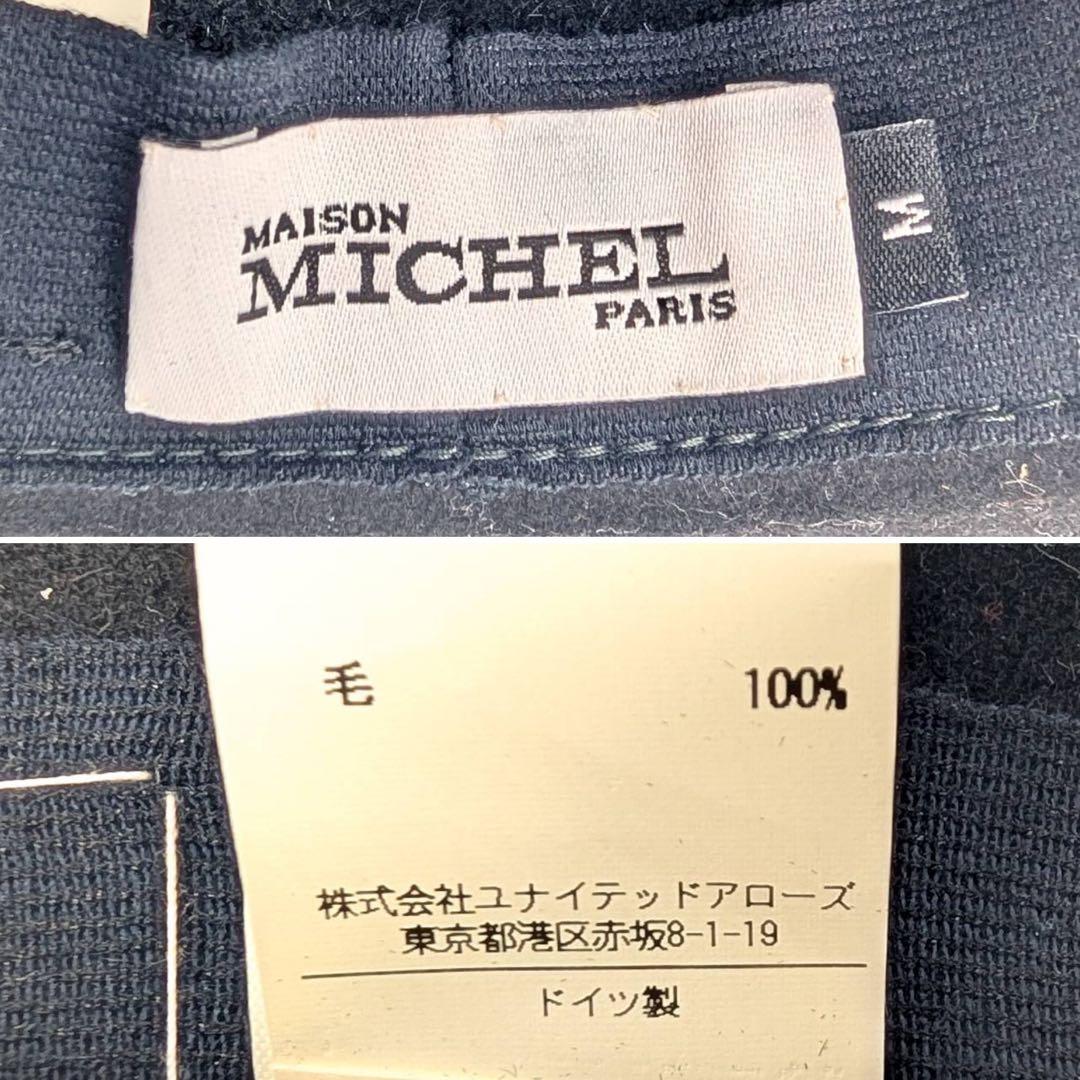 MAISON
MICHEL
PARIS
M
毛 100%
株式会社ユナイテッドアローズ
東京都港区赤坂8-1-19
ドイツ製